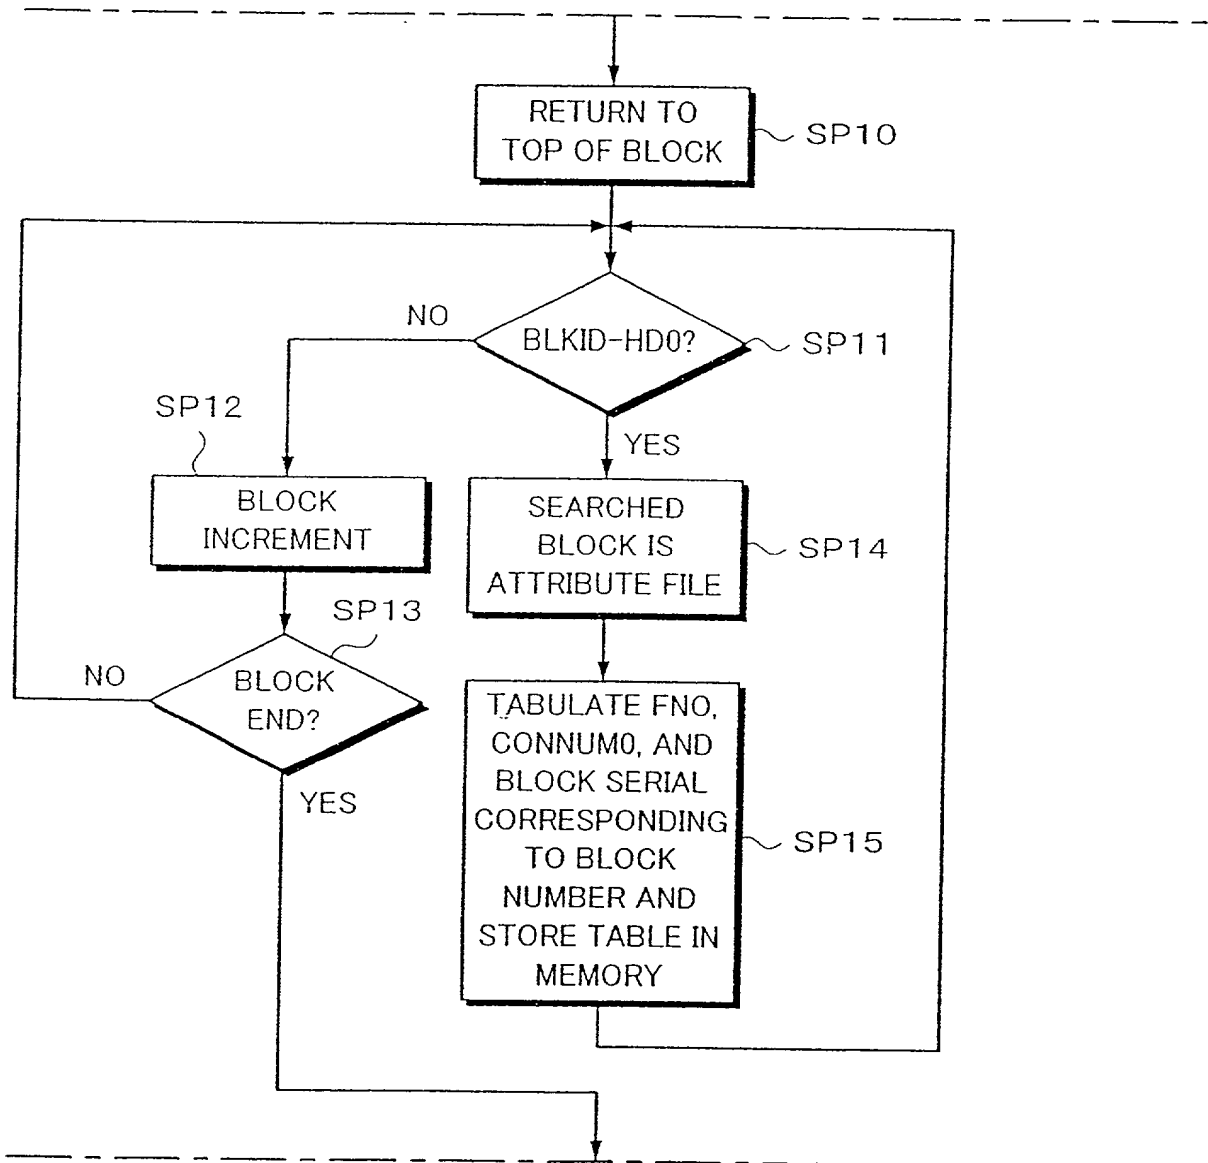 RETURN TO
TOP OF BLOCK
SP10
NO
BLKID-HD0?
SP11
SP12
YES
BLOCK
INCREMENT
SEARCHED
BLOCK IS
ATTRIBUTE FILE
SP14
SP13
NO
BLOCK
END?
YES
TABULATE FNO,
CONNUM0, AND
BLOCK SERIAL
CORRESPONDING
TO BLOCK
NUMBER AND
STORE TABLE IN
MEMORY
SP15